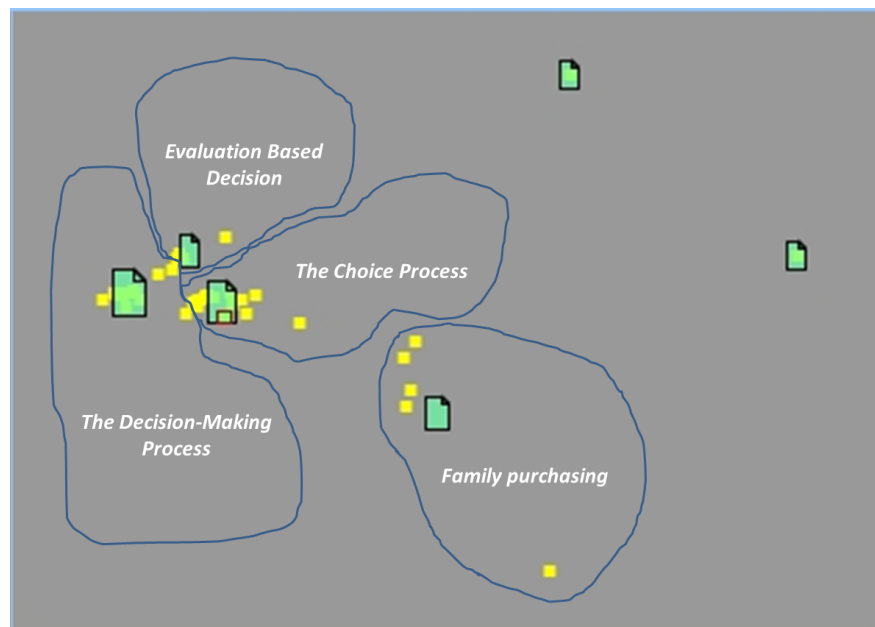 Evaluation Based
Decision
The Choice Process
The Decision-Making
Process
Family purchasing